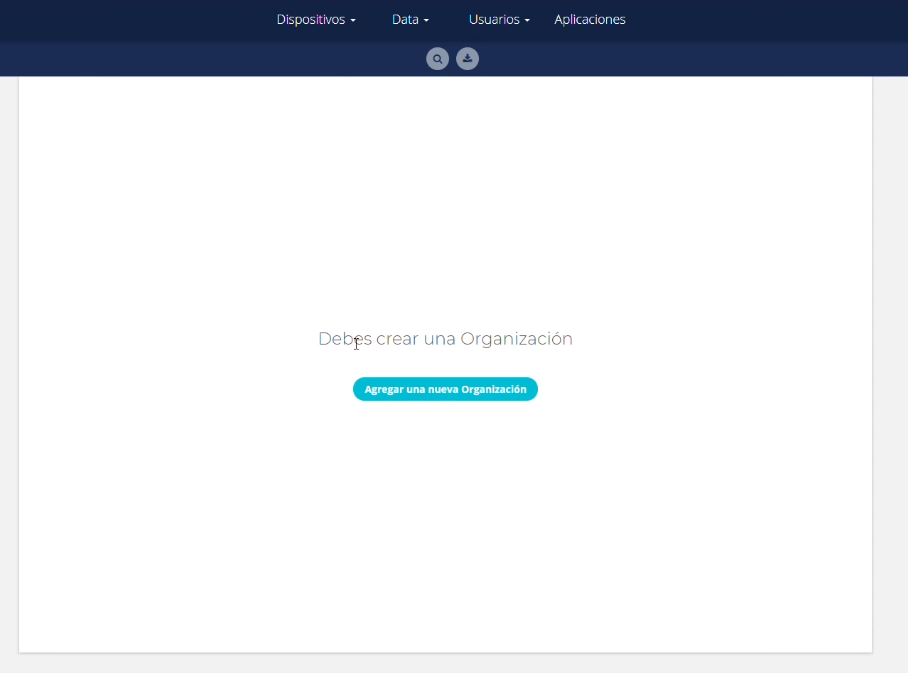 Dispositivos Data Usuarios Aplicaciones
Debes crear una Organización
Agregar una nueva Organización